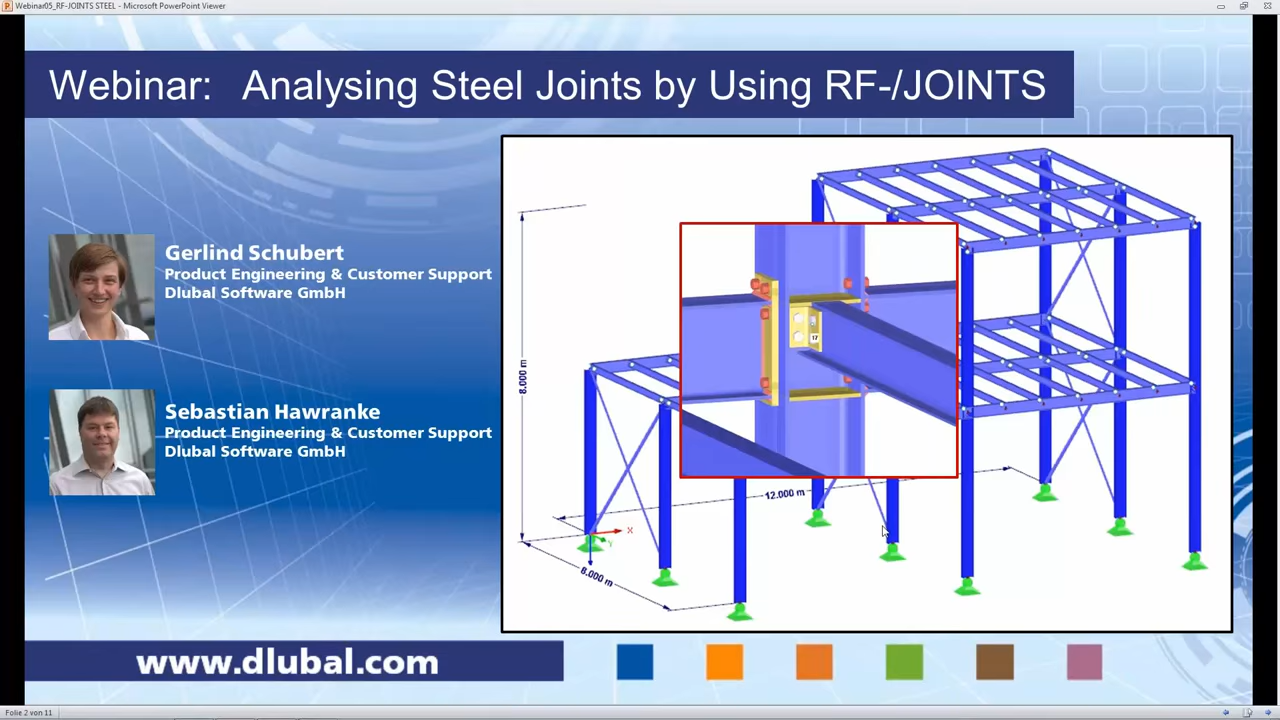 Webinar05_RF-JOINTS STEEL - Microsoft PowerPoint Viewer
Webinar: Analysing Steel Joints by Using RF-/JOINTS
Gerlind Schubert
Product Engineering & Customer Support
Dlubal Software GmbH
Sebastian Hawranke
Product Engineering & Customer Support
Dlubal Software GmbH
8.000 m
17
12.000 m
X
Y
6.000 m
www.dlubal.com
Folie 2 von 11